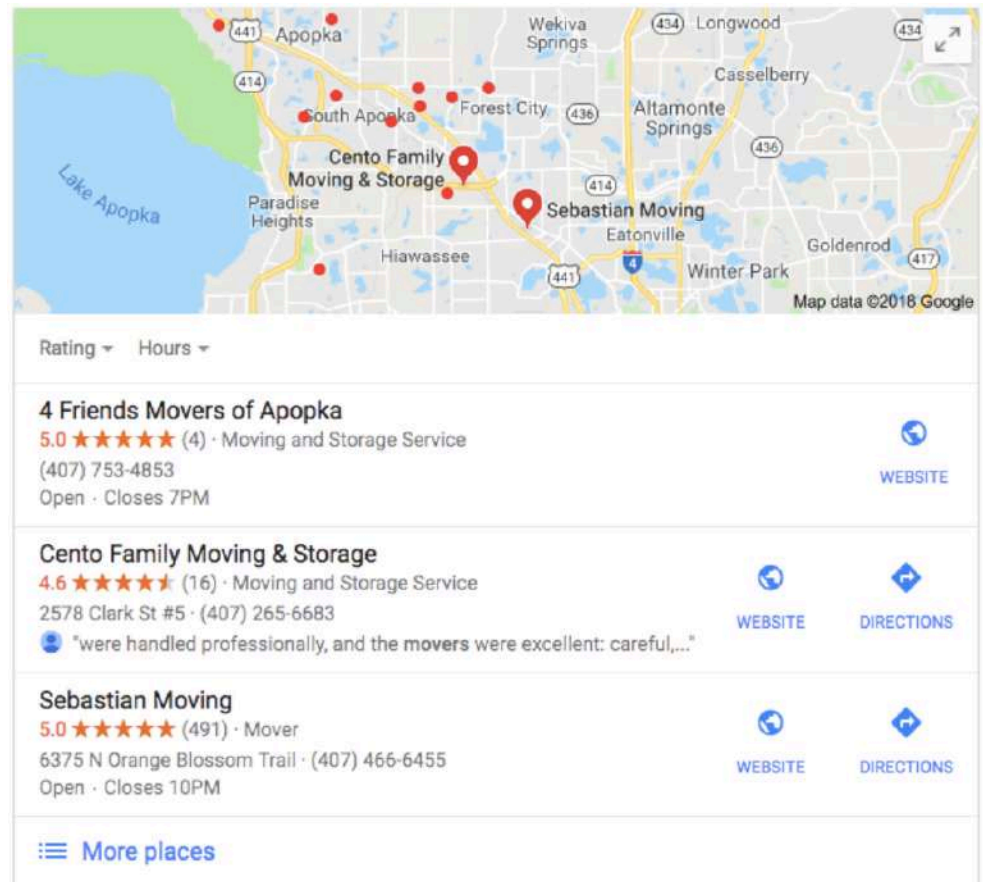 441
Apopka
Wekiva
Springs
434
Longwood
434
414
Casselberry
South Apopka
Forest City
436
Altamonte
Springs
436
Lake Apopka
Cento Family
Moving & Storage
414
Paradise
Heights
Sebastian Moving
Eatonville
Hiawassee
441
4
Goldenrod
417
Winter Park
Map data ©2018 Google
Rating Hours
4 Friends Movers of Apopka
5.0 ★★★★★ (4) · Moving and Storage Service
(407) 753-4853
Open · Closes 7PM
WEBSITE
Cento Family Moving & Storage
4.6 ★★★★★ (16) · Moving and Storage Service
2578 Clark St #5 · (407) 265-6683
"were handled professionally, and the movers were excellent: careful,..."
WEBSITE DIRECTIONS
Sebastian Moving
5.0 ★★★★★ (491) · Mover
6375 N Orange Blossom Trail · (407) 466-6455
Open · Closes 10PM
WEBSITE DIRECTIONS
More places